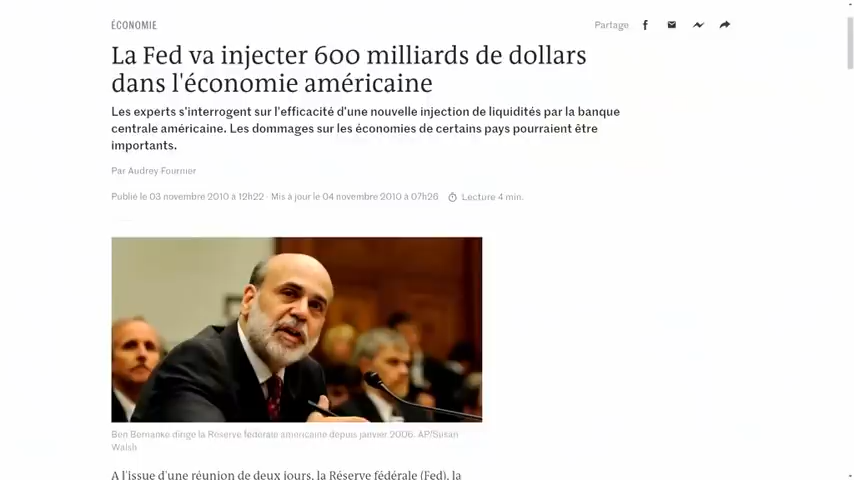 ÉCONOMIE
Partage
La Fed va injecter 600 milliards de dollars
dans l'économie américaine
Les experts s'interrogent sur l'efficacité d'une nouvelle injection de liquidités par la banque
centrale américaine. Les dommages sur les économies de certains pays pourraient être
importants.
Par Audrey Fournier
Publié le 03 novembre 2010 à 12h22 · Mis à jour le 04 novembre 2010 à 07h26
Lecture 4 min.
Ben Bernanke dirige la Réserve fédérale américaine depuis janvier 2006. AP/Susan
Walsh
A l'issue d'une réunion de deux jours, la Réserve fédérale (Fed), la